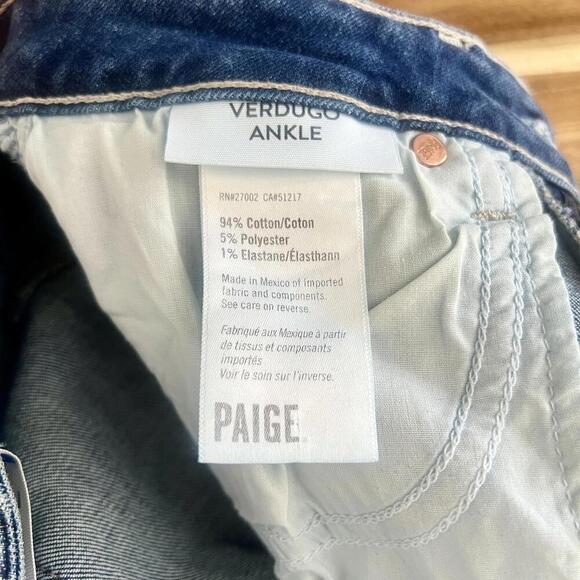 VERDUGO
ANKLE
RN#27002 CA#51217
94% Cotton/Coton
5% Polyester
1% Elastane/Élasthann
Made in Mexico of imported
fabric and components.
See care on reverse.
Fabriqué aux Mexique à partir
de tissus et composants
importés
Voir le soin sur l'inverse.
PAIGE